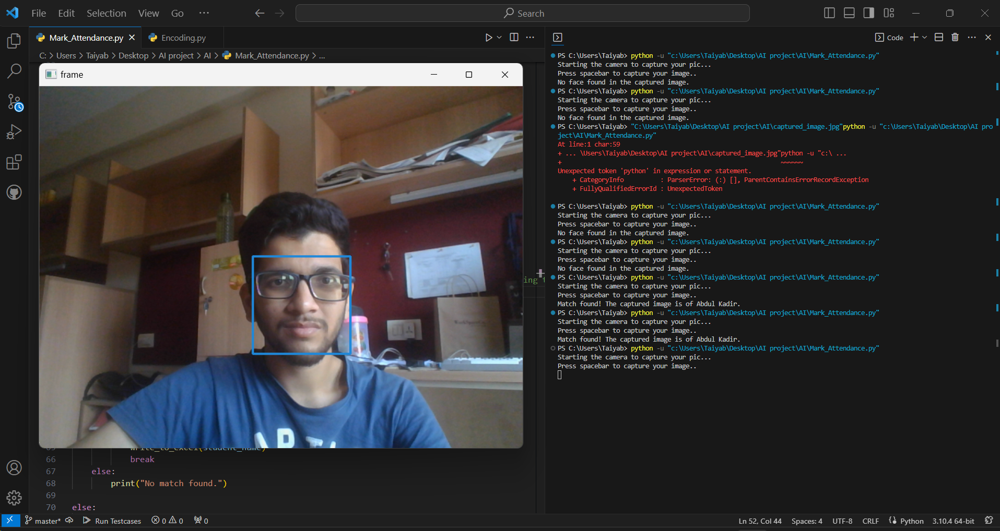 File Edit Selection View Go ...
Search
Mark_Attendance.py
Encoding.py
Code
C: > Users > Taiyab > Desktop > AI project > AI > Mark_Attendance.py > ...
frame
ing t
66 break
67 else:
68 print("No match found.")
69
70 else:
PS C:\Users\Taiyab> python -u "c:\Users\Taiyab\Desktop\AI project\AI\Mark_Attendance.py"
Starting the camera to capture your pic...
Press spacebar to capture your image..
No face found in the captured image.
PS C:\Users\Taiyab> python -u "c:\Users\Taiyab\Desktop\AI project\AI\Mark_Attendance.py"
Starting the camera to capture your pic...
Press spacebar to capture your image..
No face found in the captured image.
PS C:\Users\Taiyab> "C:\Users\Taiyab\Desktop\AI project\AI\captured_image.jpg"python -u "c:\Users\Taiyab\Desktop\AI pro
ject\AI\Mark_Attendance.py"
At line:1 char:59
+ ... \Users\Taiyab\Desktop\AI project\AI\captured_image.jpg"python -u "c:\ ...
+ ~~~~~~
Unexpected token 'python' in expression or statement.
+ CategoryInfo : ParserError: (:) [], ParentContainsErrorRecordException
+ FullyQualifiedErrorId : UnexpectedToken
PS C:\Users\Taiyab> python -u "c:\Users\Taiyab\Desktop\AI project\AI\Mark_Attendance.py"
Starting the camera to capture your pic...
Press spacebar to capture your image..
No face found in the captured image.
PS C:\Users\Taiyab> python -u "c:\Users\Taiyab\Desktop\AI project\AI\Mark_Attendance.py"
Starting the camera to capture your pic...
Press spacebar to capture your image..
No face found in the captured image.
PS C:\Users\Taiyab> python -u "c:\Users\Taiyab\Desktop\AI project\AI\Mark_Attendance.py"
Starting the camera to capture your pic...
Press spacebar to capture your image..
Match found! The captured image is of Abdul Kadir.
PS C:\Users\Taiyab> python -u "c:\Users\Taiyab\Desktop\AI project\AI\Mark_Attendance.py"
Starting the camera to capture your pic...
Press spacebar to capture your image..
Match found! The captured image is of Abdul Kadir.
PS C:\Users\Taiyab> python -u "c:\Users\Taiyab\Desktop\AI project\AI\Mark_Attendance.py"
Starting the camera to capture your pic...
Press spacebar to capture your image..
master* Run Testcases 0 0 0
Ln 52, Col 44 Spaces: 4 UTF-8 CRLF Python 3.10.4 64-bit